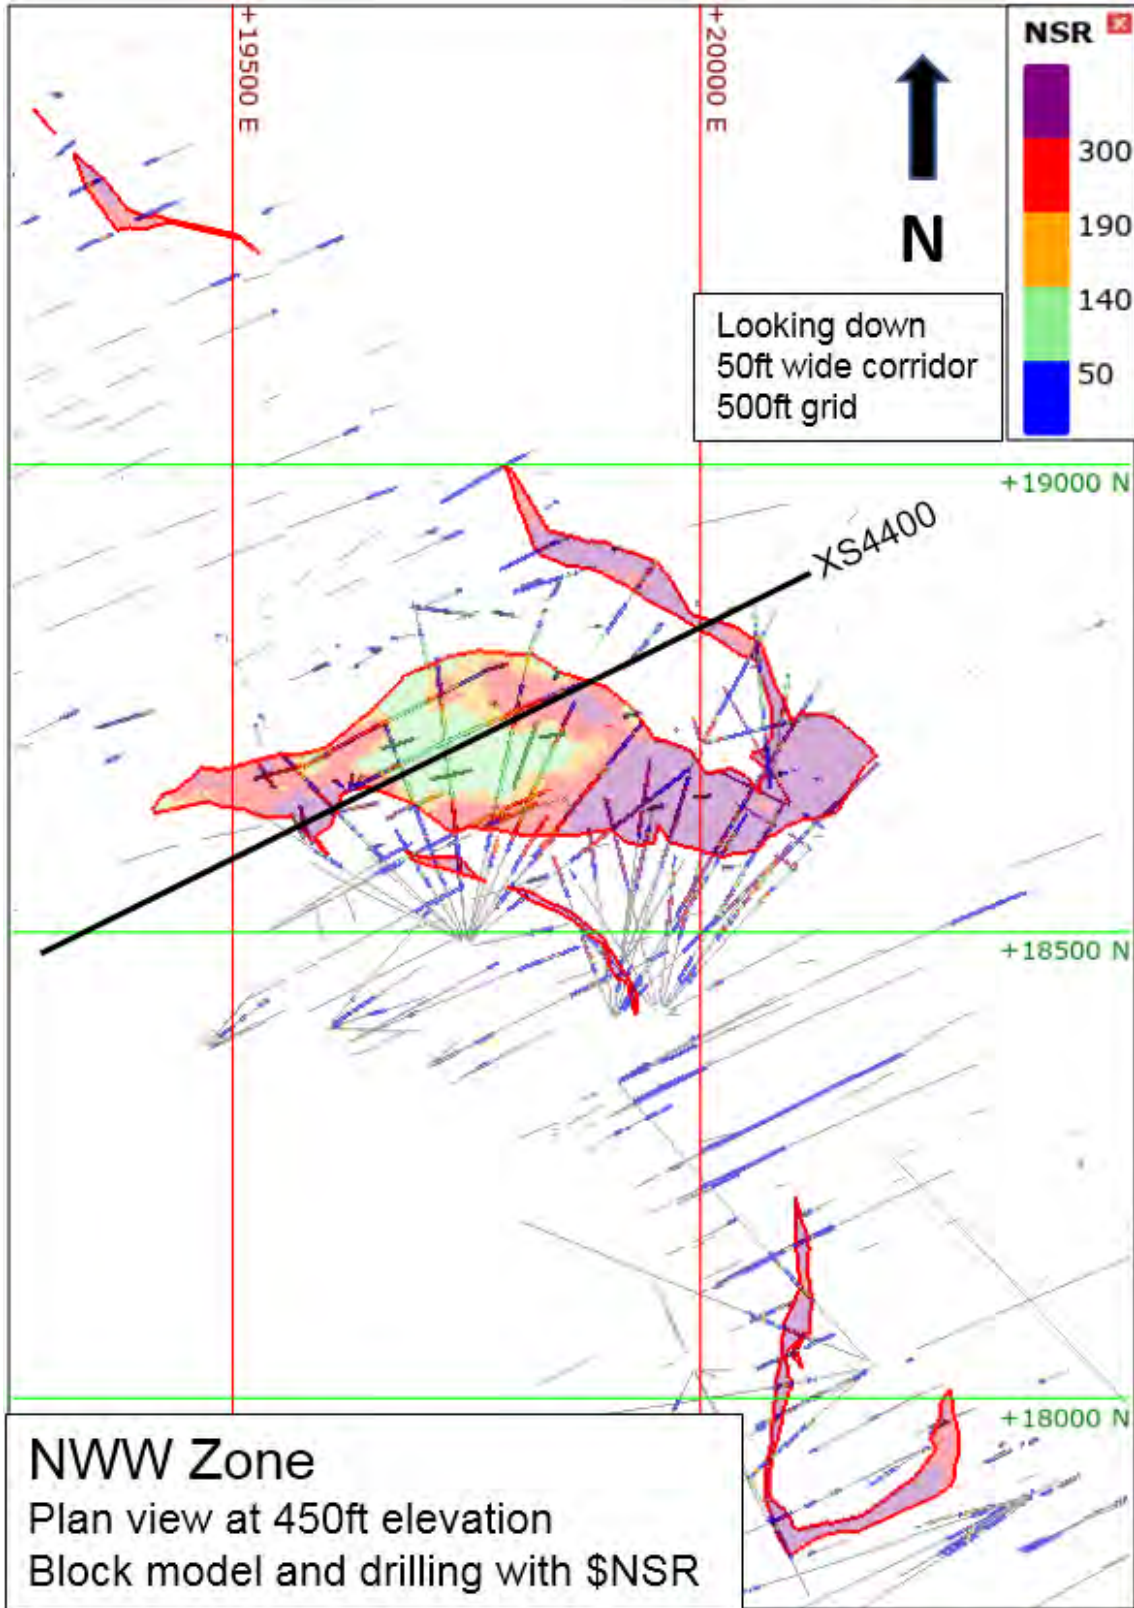 +19500 E
+20000 E
NSR
300
190
140
50
N
Looking down
50ft wide corridor
500ft grid
+19000 N
XS4400
+18500 N
+18000 N
NWW Zone
Plan view at 450ft elevation
Block model and drilling with $NSR